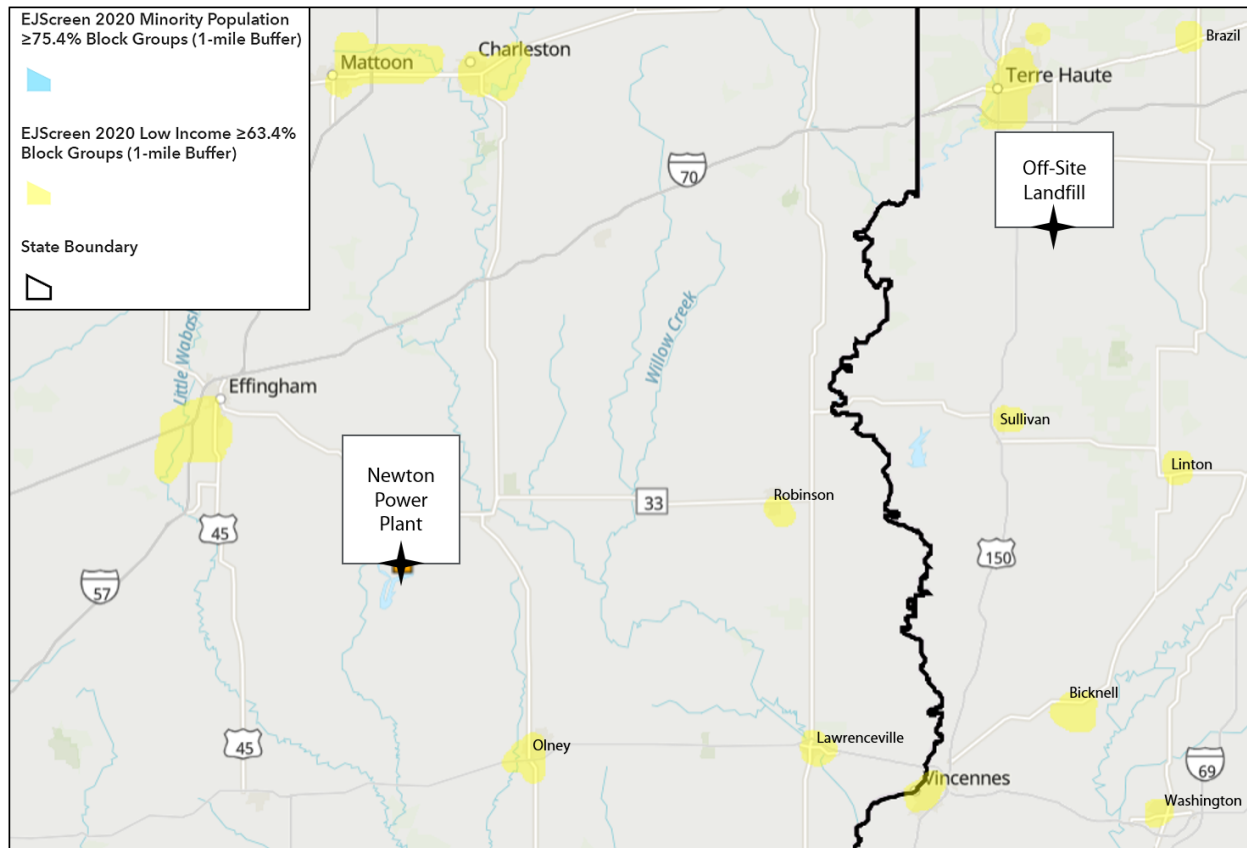 EJScreen 2020 Minority Population
≥75.4% Block Groups (1-mile Buffer)
EJScreen 2020 Low Income ≥63.4%
Block Groups (1-mile Buffer)
State Boundary
Mattoon
Charleston
Brazil
Terre Haute
70
Off-Site
Landfill
Willow Creek
Little Wabas
Effingham
Sullivan
Linton
Newton
Power
Plant
Robinson
33
45
150
57
Bicknell
45
Olney
Lawrenceville
Vincennes
69
Washington